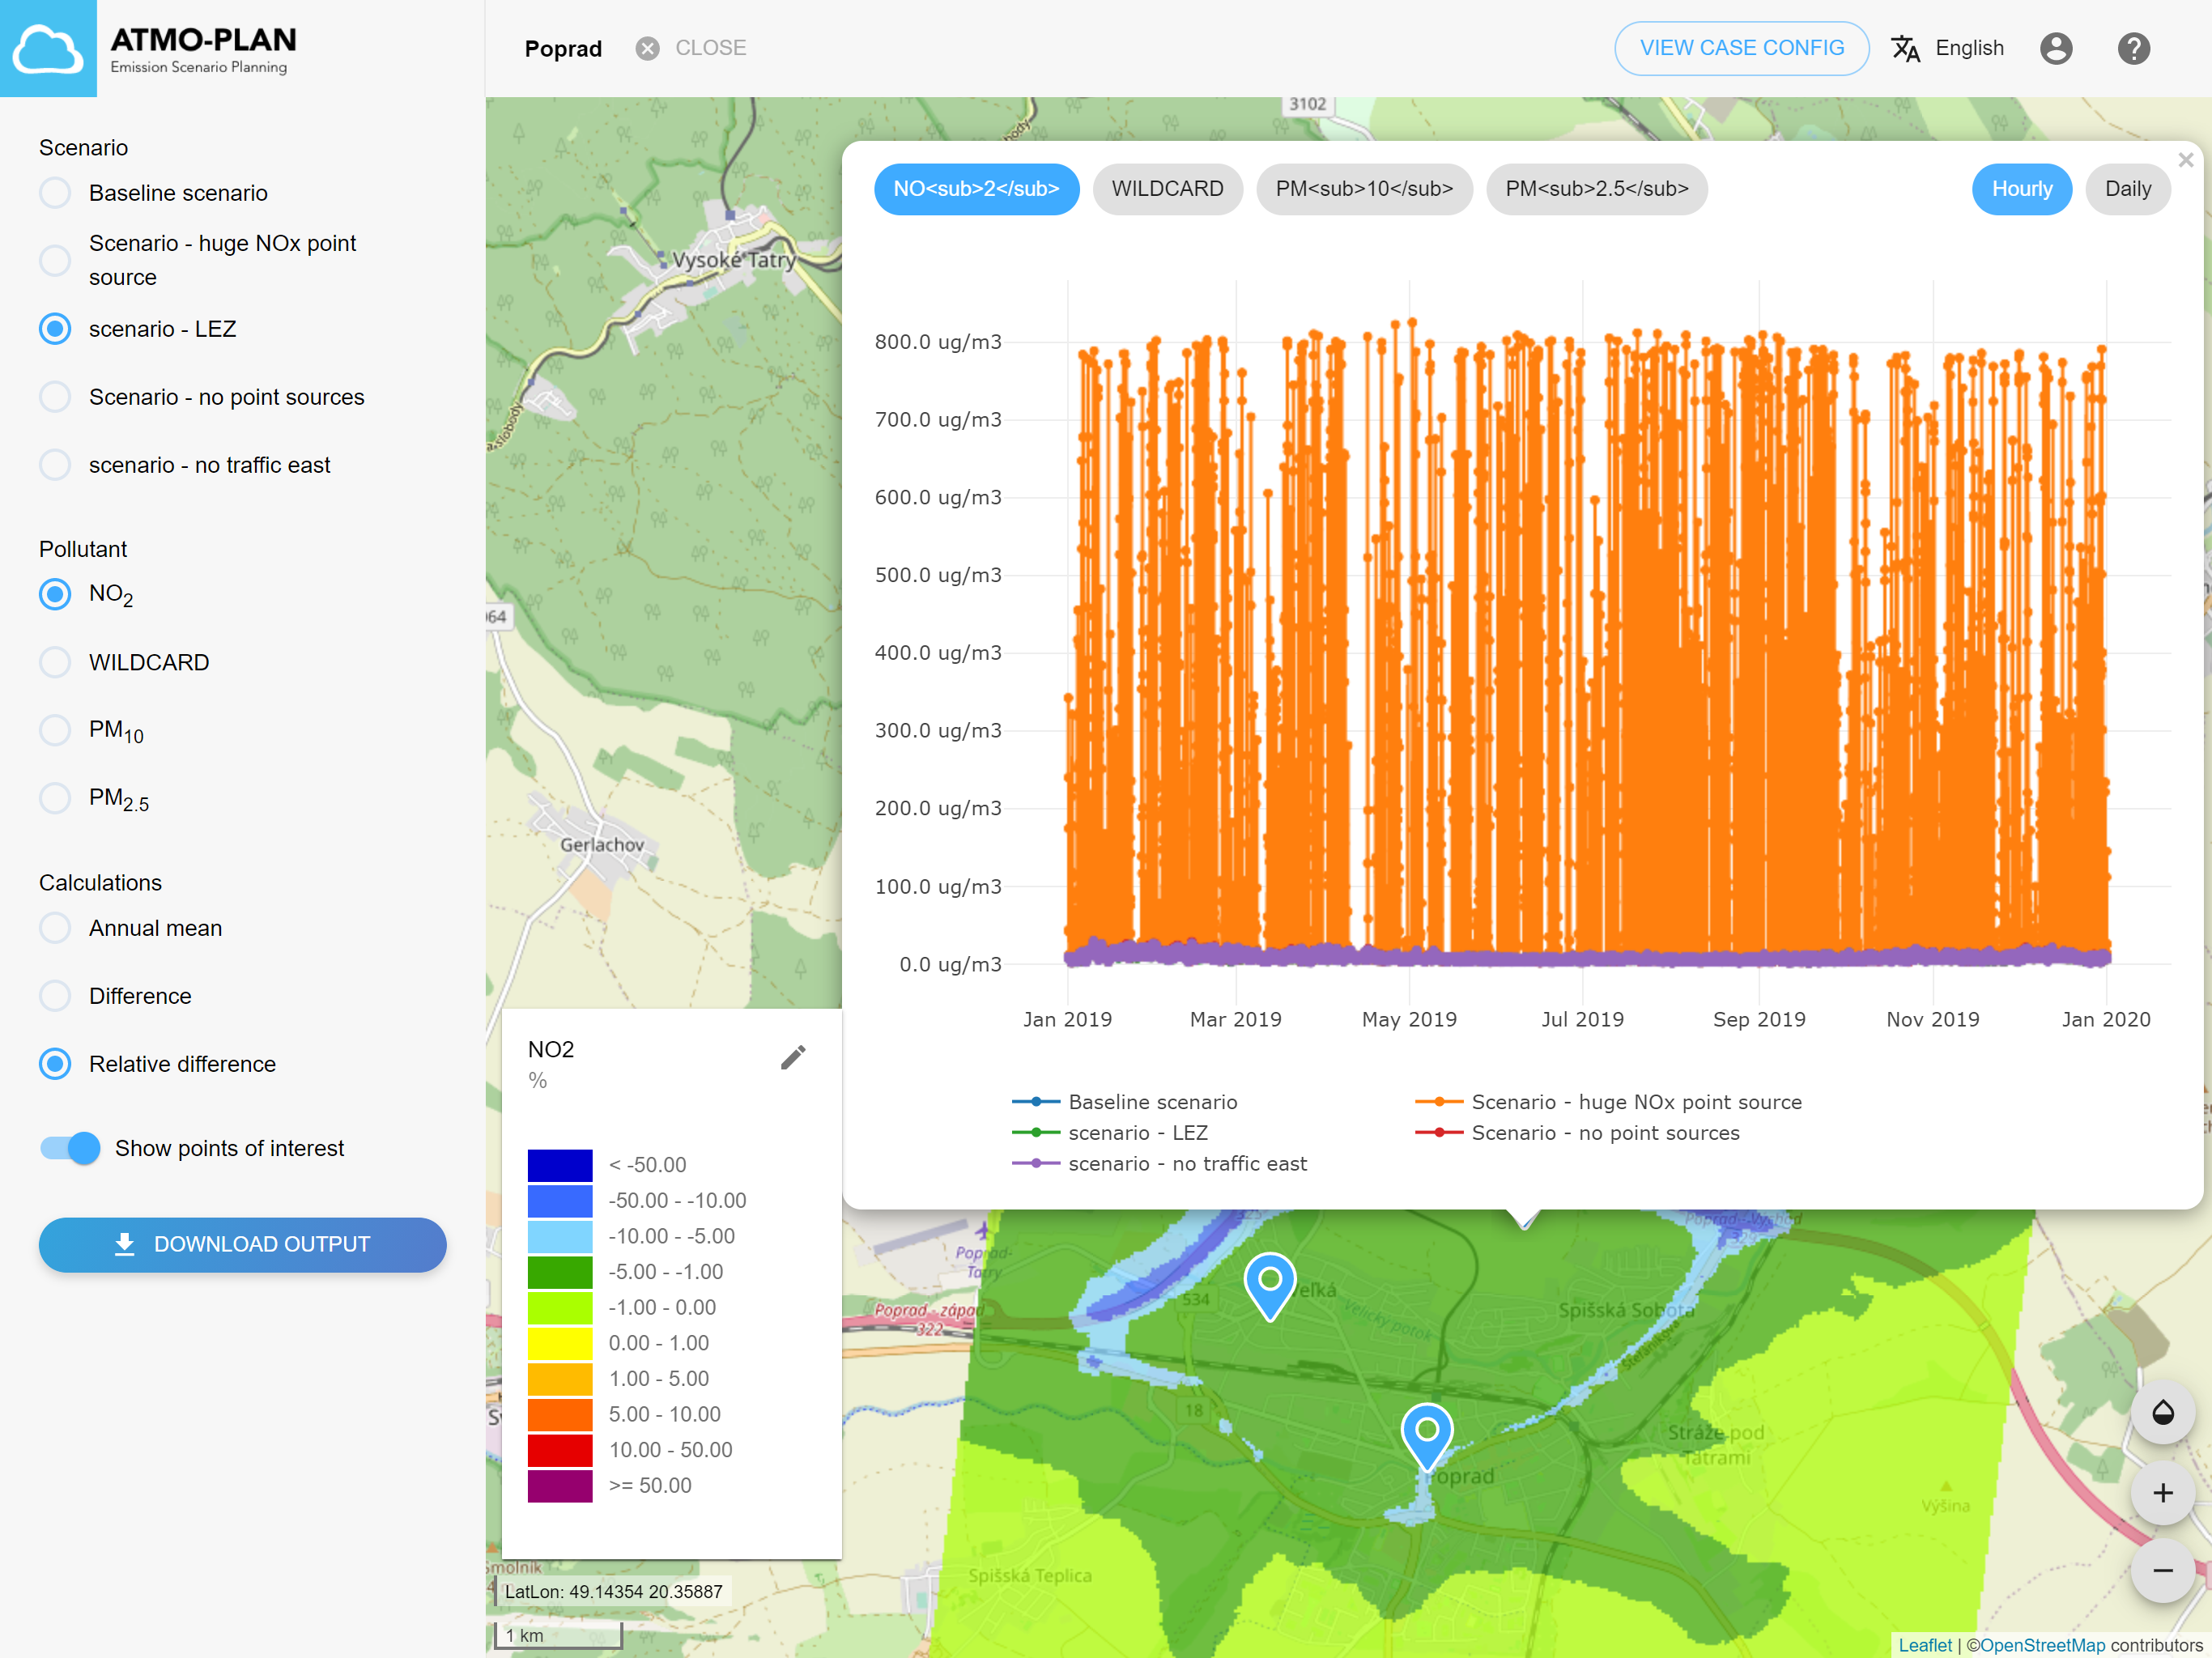 ATMO-PLAN
Emission Scenario Planning
Poprad
CLOSE
VIEW CASE CONFIG
English
Scenario
Baseline scenario
Scenario - huge NOx point
source
scenario - LEZ
Scenario - no point sources
scenario - no traffic east
Pollutant
NO2
WILDCARD
PM10
PM2.5
Calculations
Annual mean
Difference
Relative difference
Show points of interest
DOWNLOAD OUTPUT
3102
Vysoké Tatry
Gerlachov
NO<sub>2</sub>
WILDCARD
PM<sub>10</sub>
PM<sub>2.5</sub>
Hourly
Daily
800.0 ug/m3
700.0 ug/m3
600.0 ug/m3
500.0 ug/m3
400.0 ug/m3
300.0 ug/m3
200.0 ug/m3
100.0 ug/m3
0.0 ug/m3
Jan 2019
Mar 2019
May 2019
Jul 2019
Sep 2019
Nov 2019
Jan 2020
Baseline scenario
Scenario - huge NOx point source
scenario - LEZ
Scenario - no point sources
scenario - no traffic east
NO2
%
< -50.00
-50.00 - -10.00
-10.00 - -5.00
-5.00 - -1.00
-1.00 - 0.00
0.00 - 1.00
1.00 - 5.00
5.00 - 10.00
10.00 - 50.00
>= 50.00
Poprad-
Tatry
Poprad - západ
322
534
Veľká
Velický potok
Poprad - východ
Spišská Sobota
Štefánikova
18
Poprad
Stráže pod
Tatrami
Výšina
Spišská Teplica
LatLon: 49.14354 20.35887
1 km
Leaflet | ©OpenStreetMap contributors